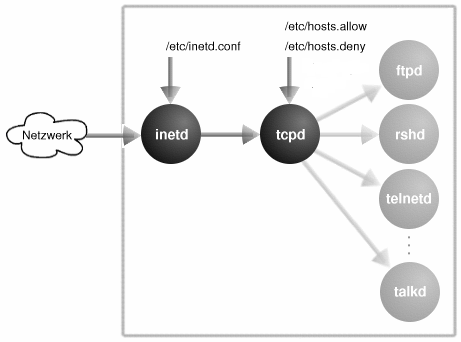 /etc/hosts.allow
/etc/inetd.conf
/etc/hosts.deny
ftpd
Netzwerk
inetd
tcpd
rshd
telnetd
talkd